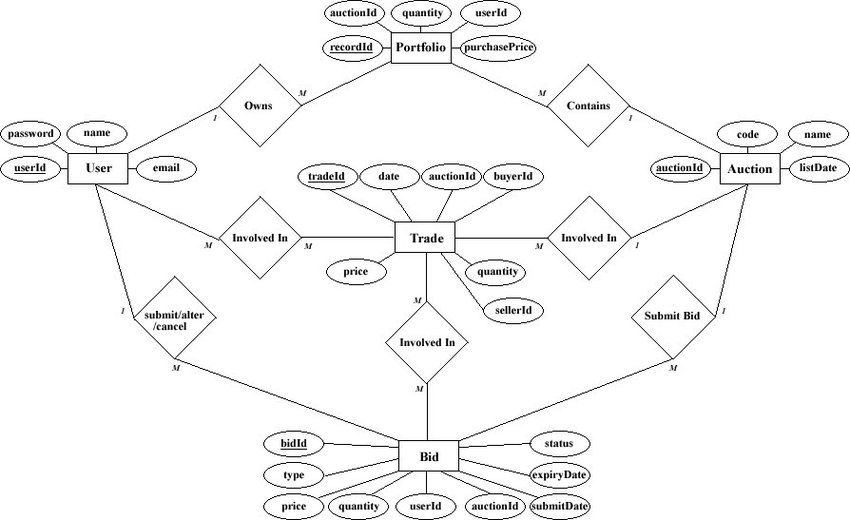 auctionId quantity userId
recordId Portfolio purchasePrice
M M
Owns Contains
1 1
password name code name
userId User email auctionId Auction listDate
tradeId date auctionId buyerId
Involved In Trade Involved In
M M M 1
price quantity
M
1 submit/alter sellerId Submit Bid 1
/cancel
Involved In
M M
M
bidId status
Bid
type expiryDate
price quantity userId auctionId submitDate